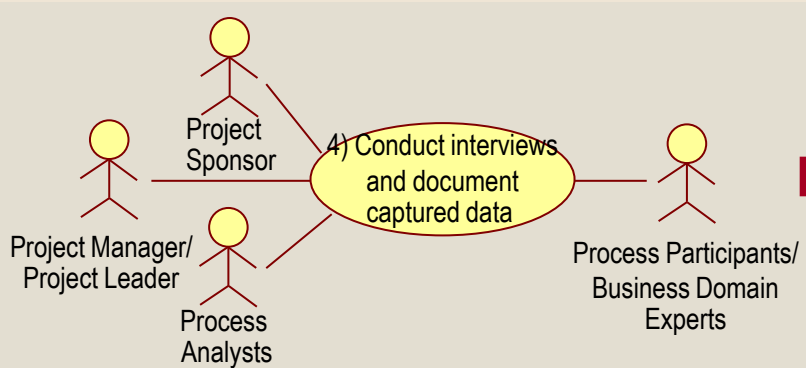 Project
Sponsor
4) Conduct interviews
and document
captured data
Project Manager/
Project Leader
Process
Analysts
Process Participants/
Business Domain
Experts